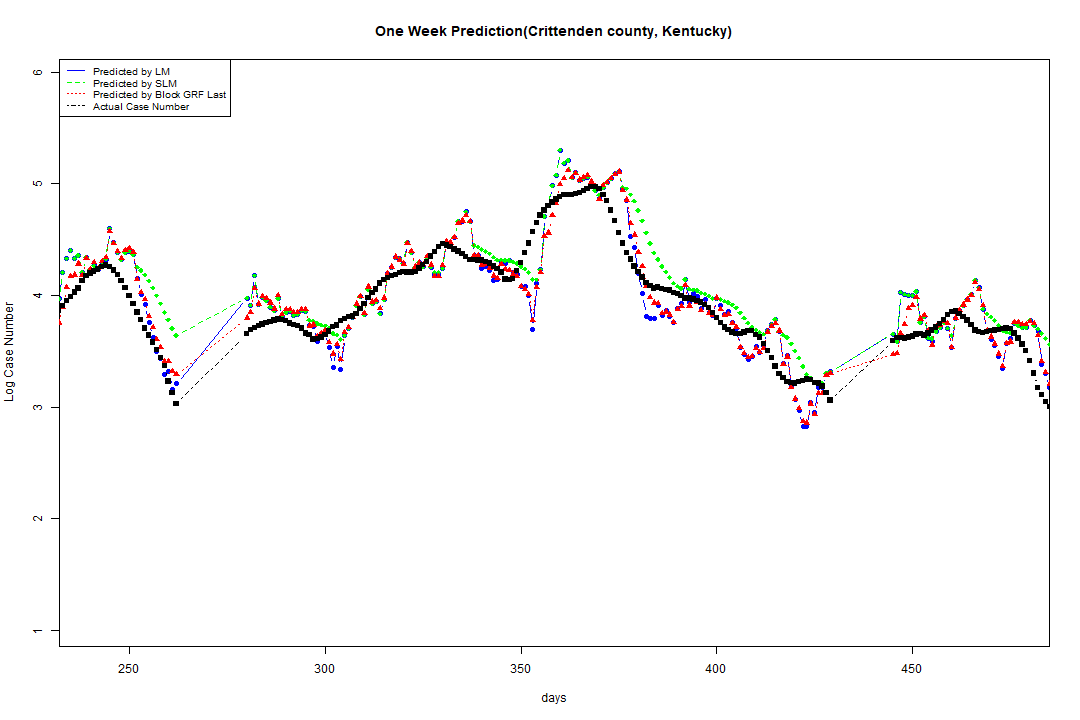 One Week Prediction(Crittenden county, Kentucky)
Predicted by LM
Predicted by SLM
Predicted by Block GRF Last
Actual Case Number
Log Case Number
6
5
4
3
2
1
250 300 350 400 450
days